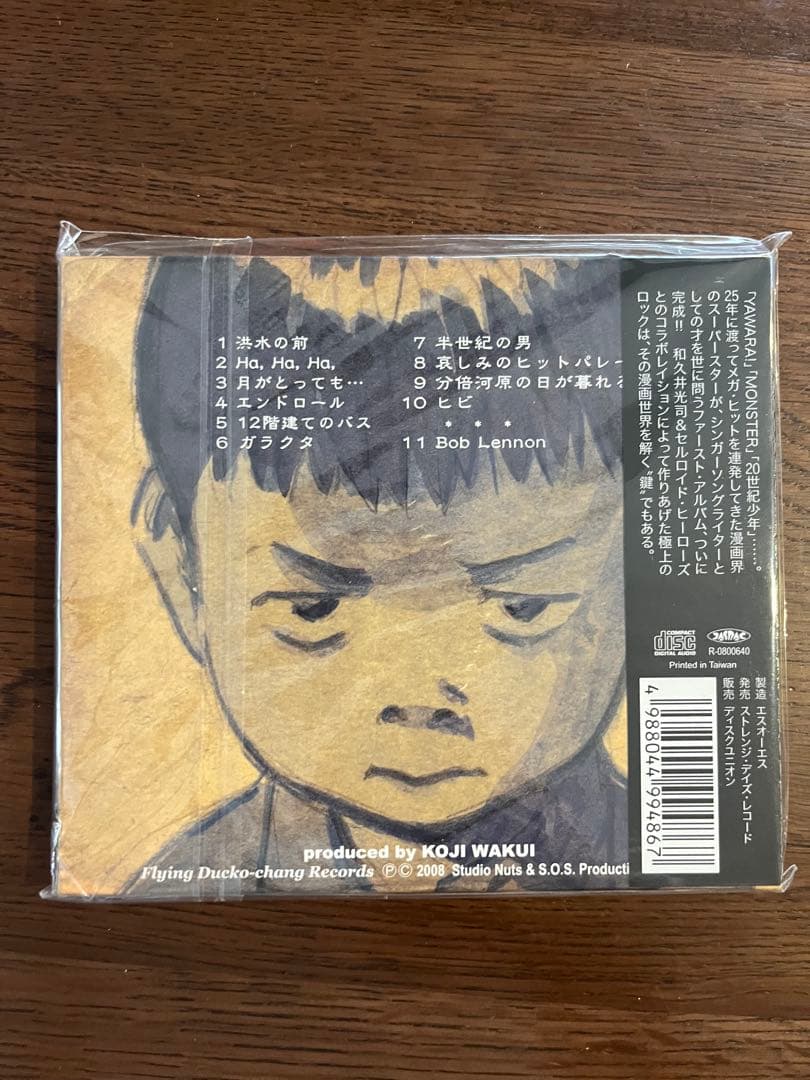 1 洪水の前
2 Ha, Ha, Ha,
3 月がとっても…
4 エンドロール
5 12階建てのバス
6 ガラクタ
7 半世紀の男
8 哀しみのヒットパレー
9 分倍河原の日が暮れる
10 ヒビ
* * *
11 Bob Lennon
「YAWARA!」「MONSTER」「20世紀少年」……。
25年に渡ってメガ・ヒットを連発してきた漫画界
のスーパースターが、シンガーソングライターと
しての才を世に問うファースト・アルバム、ついに
完成!! 和久井光司&セルロイド・ヒーローズ
とのコラボレイションによって作りあげた極上の
ロックは、その漫画世界を解く"鍵"でもある。
COMPACT
disc
DIGITAL AUDIO
JASRAC
R-0800640
Printed in Taiwan
製造 エスオーエス
発売 ストレンジ・デイズ・レコード
販売 ディスクユニオン
4988044994867
produced by KOJI WAKUI
Flying Ducko-chang Records ℗© 2008 Studio Nuts & S.O.S. Producti